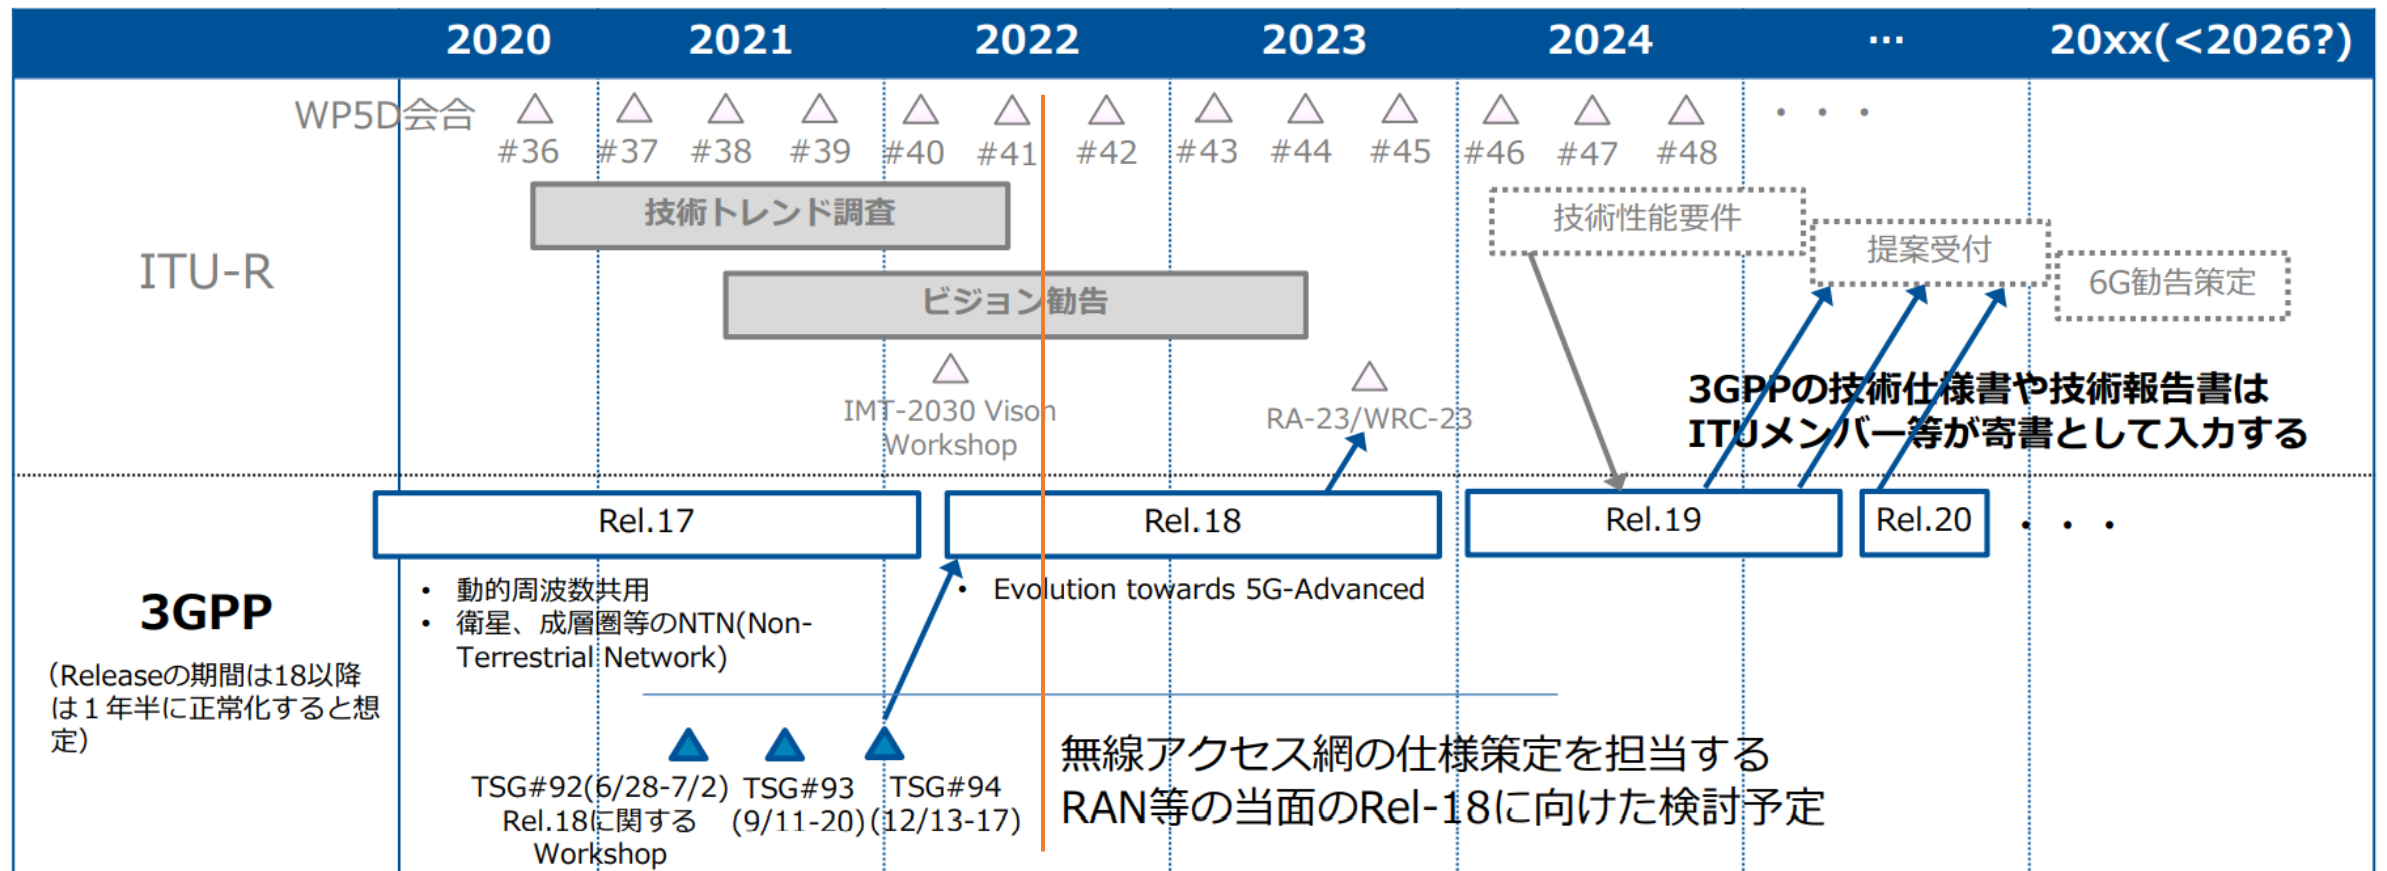 2020 2021 2022 2023 2024 … 20xx(<2026?)
WP5D会合
#36 #37 #38 #39 #40 #41 #42 #43 #44 #45 #46 #47 #48 ・・・
ITU-R
技術トレンド調査
技術性能要件
提案受付
6G勧告策定
ビジョン勧告
IMT-2030 Vison
Workshop
RA-23/WRC-23
3GPPの技術仕様書や技術報告書は
ITUメンバー等が寄書として入力する
Rel.17 Rel.18 Rel.19 Rel.20 ・・・
3GPP
（Releaseの期間は18以降
は１年半に正常化すると想
定）
• 動的周波数共用
• 衛星、成層圏等のNTN(Non-
Terrestrial Network)
• Evolution towards 5G-Advanced
TSG#92(6/28-7/2)
Rel.18に関する
Workshop
TSG#93
(9/11-20)
TSG#94
(12/13-17)
無線アクセス網の仕様策定を担当する
RAN等の当面のRel-18に向けた検討予定